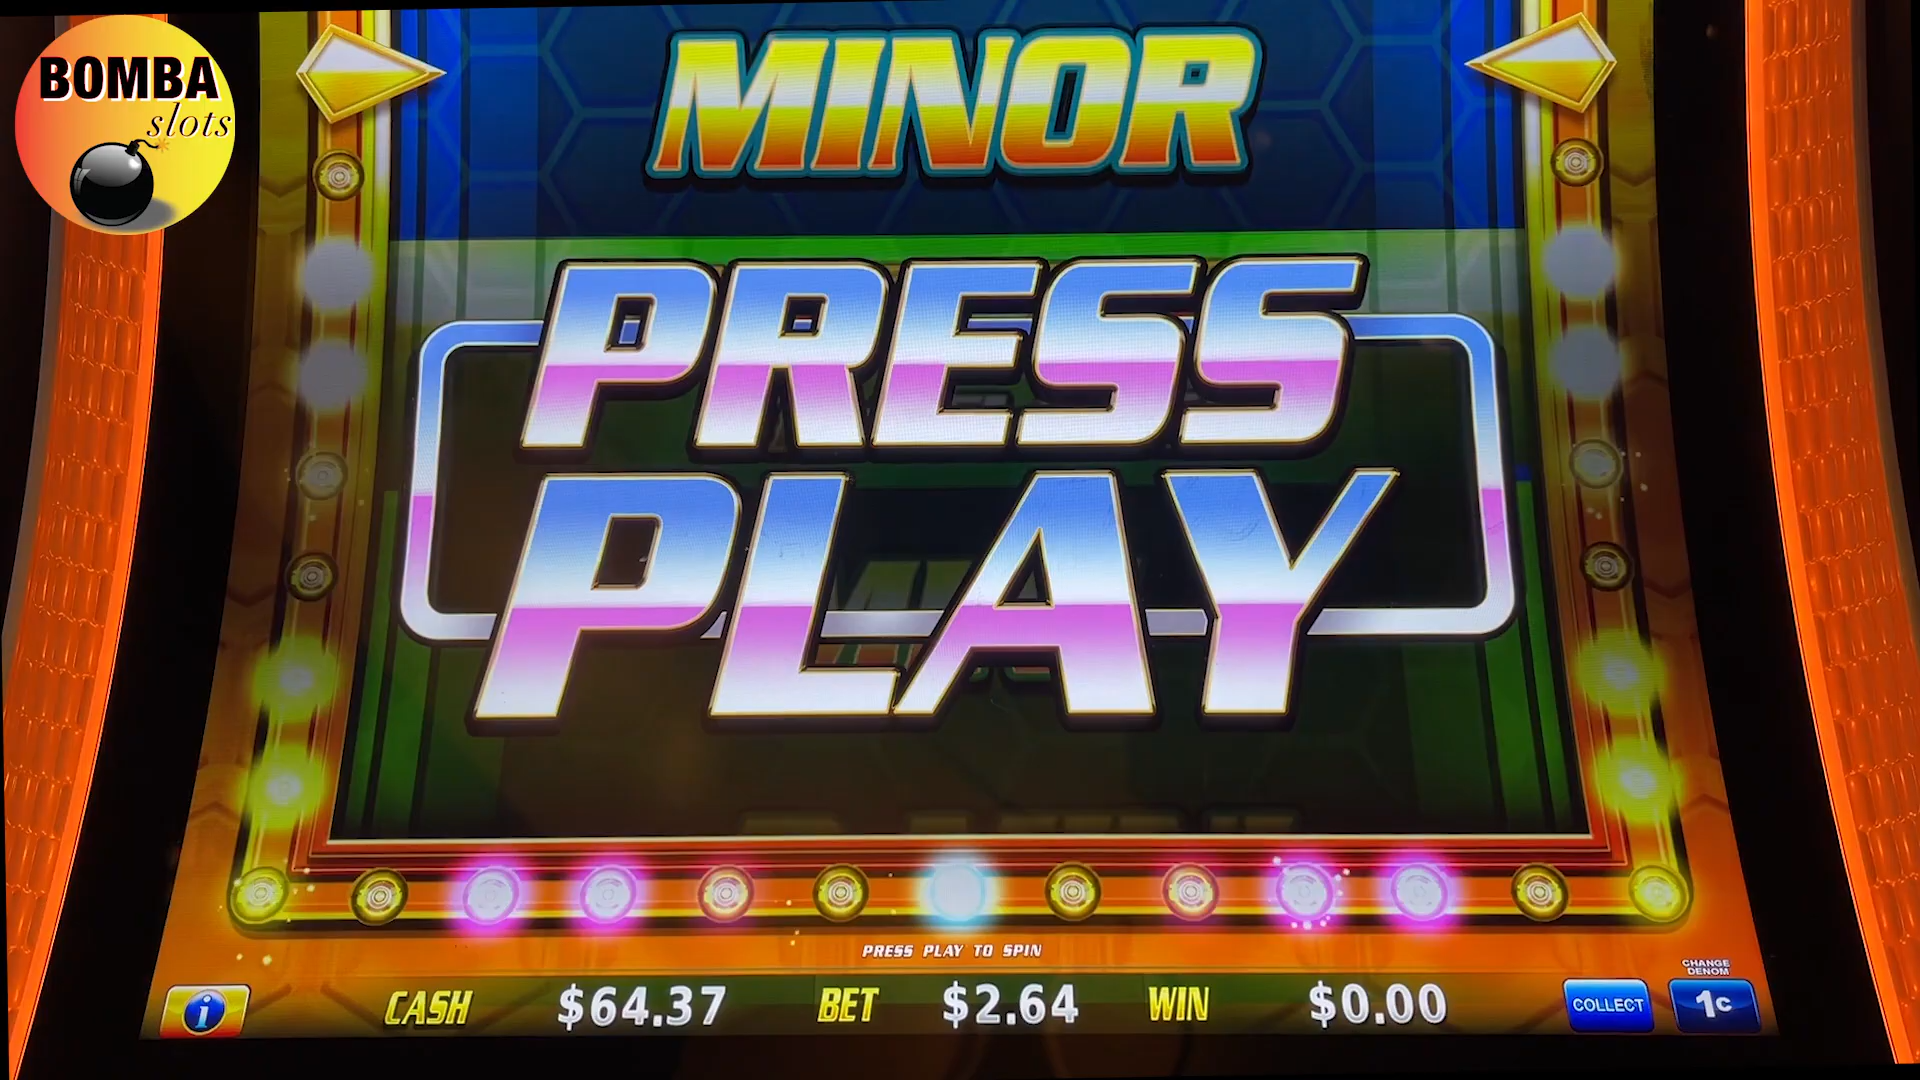 BOMBA
slots
MINOR
PRESS
PLAY
PRESS PLAY TO SPIN
CHANGE
DENOM
i
CASH $64.37 BET $2.64 WIN $0.00 COLLECT 1¢